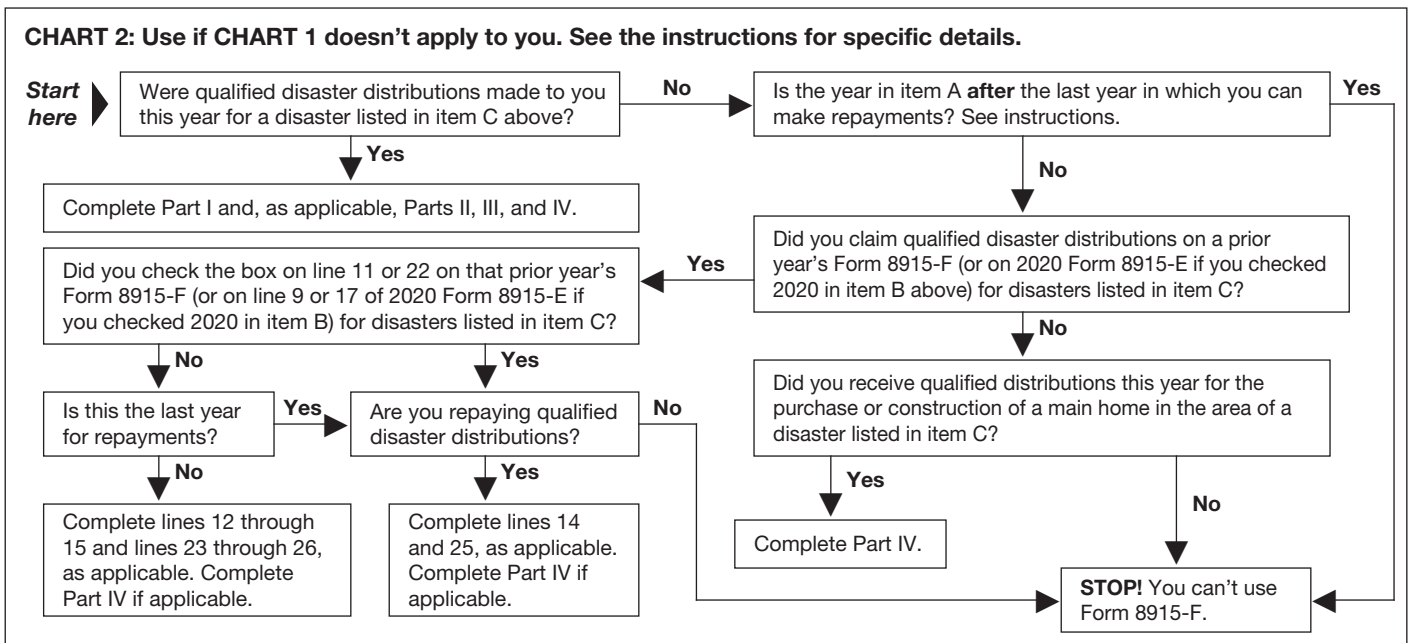 CHART 2: Use if CHART 1 doesn't apply to you. See the instructions for specific details.
Start
here
Were qualified disaster distributions made to you
this year for a disaster listed in item C above?
No
Is the year in item A after the last year in which you can
make repayments? See instructions.
Yes
Yes
No
Complete Part I and, as applicable, Parts II, III, and IV.
Did you claim qualified disaster distributions on a prior
year's Form 8915-F (or on 2020 Form 8915-E if you checked
2020 in item B above) for disasters listed in item C?
Yes
Did you check the box on line 11 or 22 on that prior year's
Form 8915-F (or on line 9 or 17 of 2020 Form 8915-E if
you checked 2020 in item B) for disasters listed in item C?
No
No
Yes
Did you receive qualified distributions this year for the
purchase or construction of a main home in the area of a
disaster listed in item C?
Is this the last year
for repayments?
Yes
Are you repaying qualified
disaster distributions?
No
No
Yes
Yes
No
Complete lines 12 through
15 and lines 23 through 26,
as applicable. Complete
Part IV if applicable.
Complete lines 14
and 25, as applicable.
Complete Part IV if
applicable.
Complete Part IV.
STOP! You can't use
Form 8915-F.